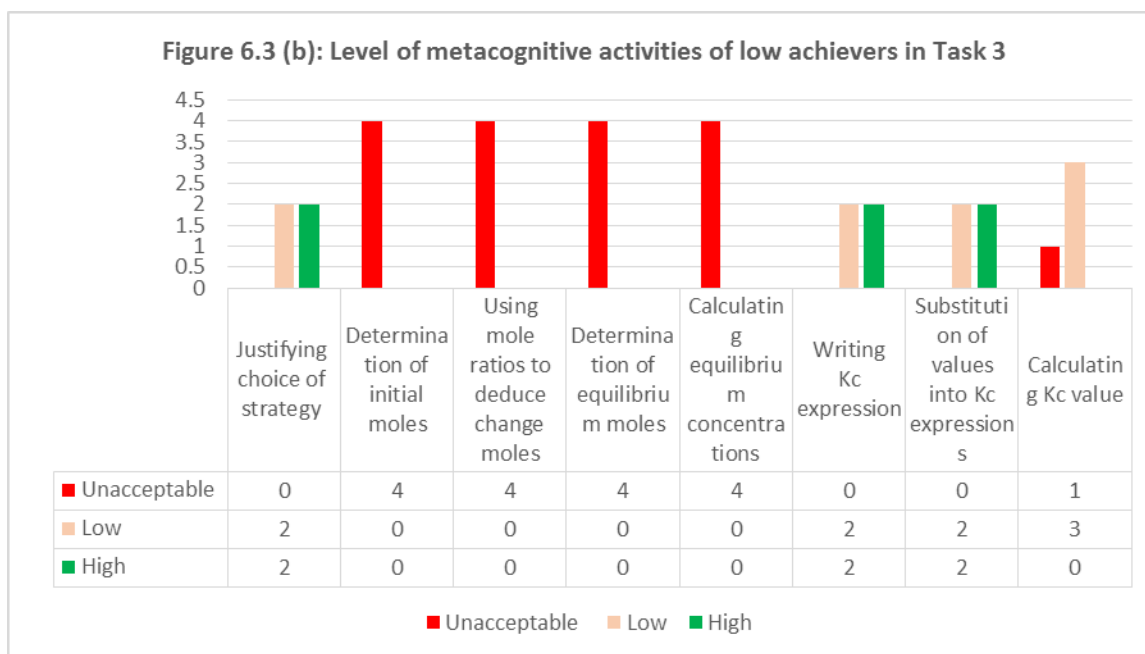 Figure 6.3 (b): Level of metacognitive activities of low achievers in Task 3
4.5
4
3.5
3
2.5
2
1.5
1
0.5
0
Justifying
choice of
strategy
Determina
tion of
initial
moles
Using
mole
ratios to
deduce
change
moles
Determina
tion of
equilibriu
m moles
Calculatin
g
equilibriu
m
concentra
tions
Writing
Kc
expression
Substituti
on of
values
into Kc
expression
s
Calculatin
g Kc value
Unacceptable 0 4 4 4 4 0 0 1
Low 2 0 0 0 0 2 2 3
High 2 0 0 0 0 2 2 0
Unacceptable Low High